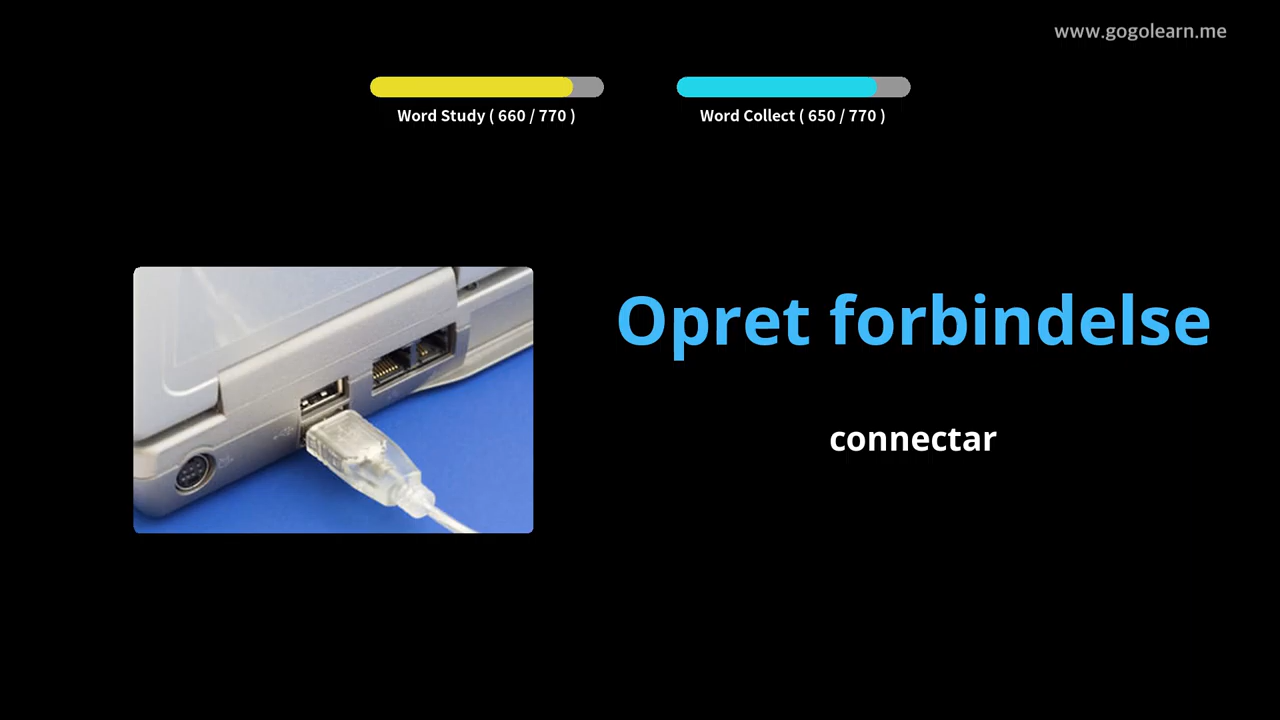 www.gogolearn.me
Word Study ( 660 / 770 )
Word Collect ( 650 / 770 )
Opret forbindelse
connectar